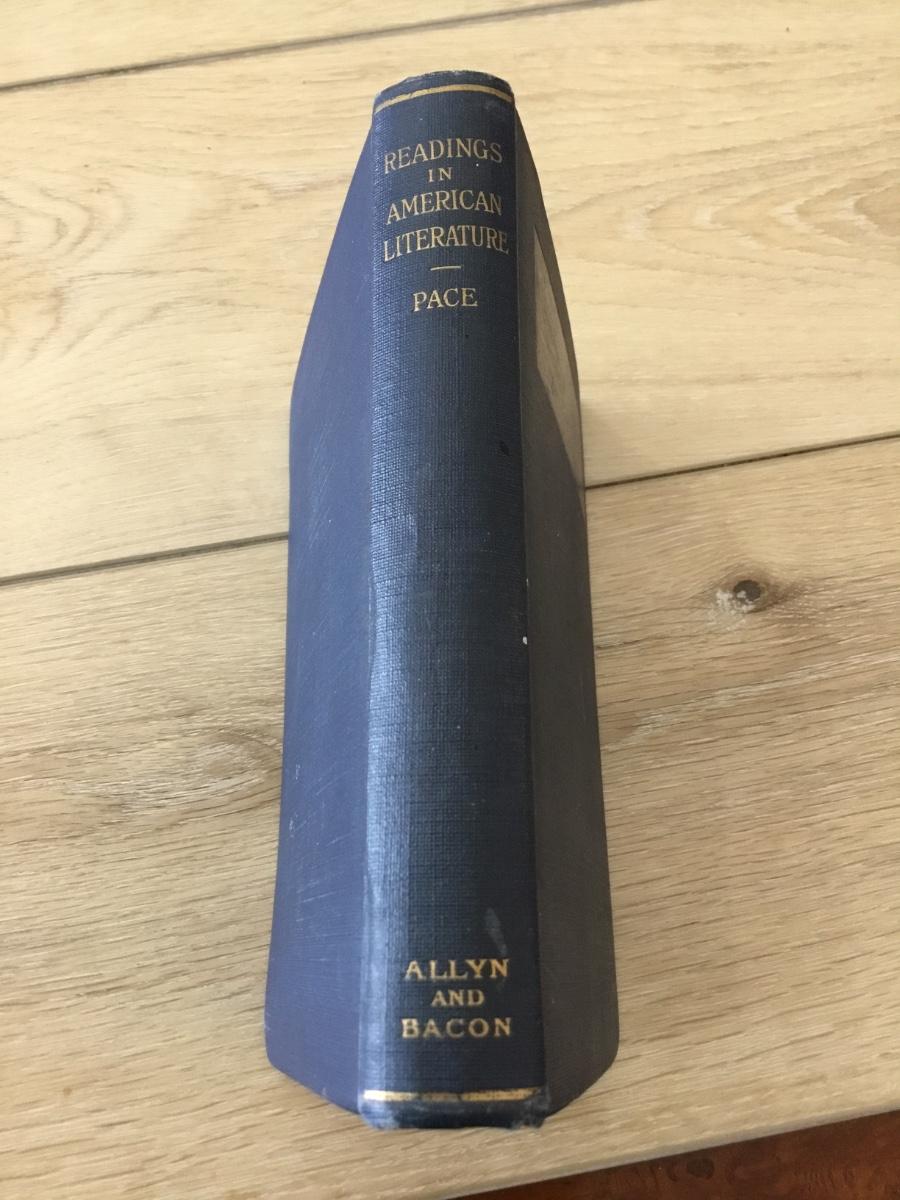 READINGS
IN
AMERICAN
LITERATURE
PACE
ALLYN
AND
BACON